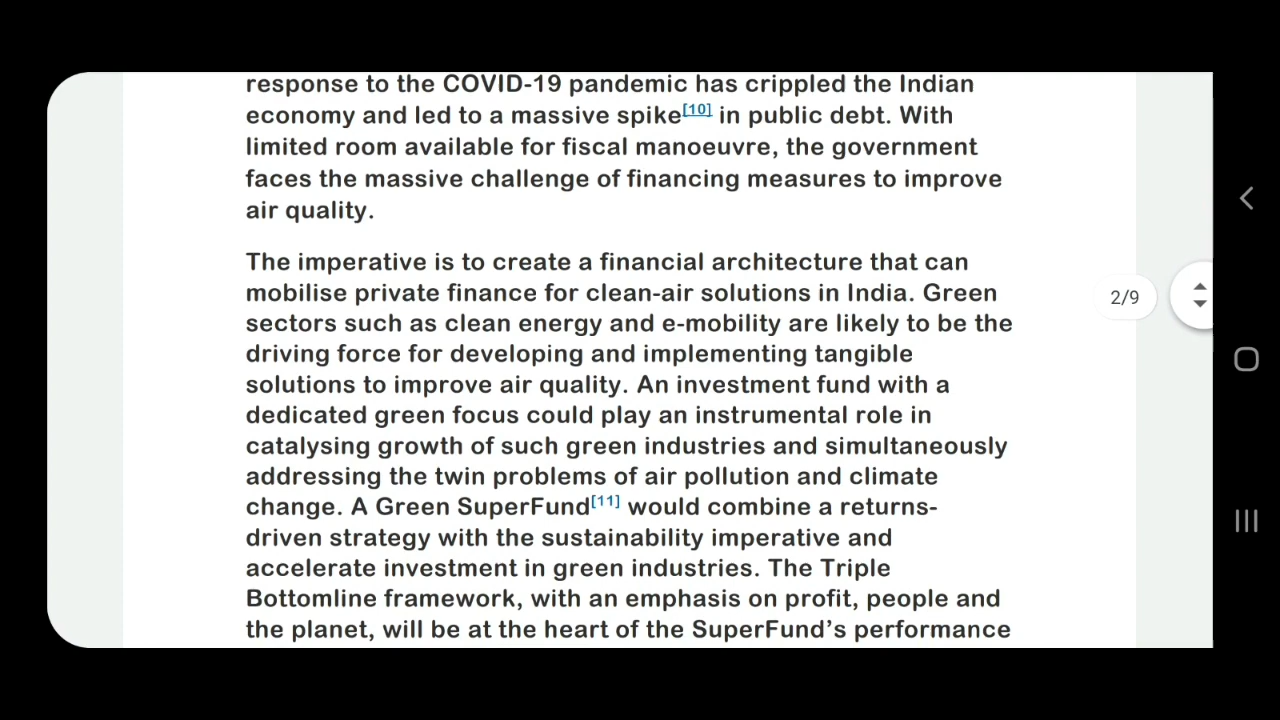 response to the COVID-19 pandemic has crippled the Indian
economy and led to a massive spike[10] in public debt. With
limited room available for fiscal manoeuvre, the government
faces the massive challenge of financing measures to improve
air quality.
The imperative is to create a financial architecture that can
mobilise private finance for clean-air solutions in India. Green
sectors such as clean energy and e-mobility are likely to be the
driving force for developing and implementing tangible
solutions to improve air quality. An investment fund with a
dedicated green focus could play an instrumental role in
catalysing growth of such green industries and simultaneously
addressing the twin problems of air pollution and climate
change. A Green SuperFund[11] would combine a returns-
driven strategy with the sustainability imperative and
accelerate investment in green industries. The Triple
Bottomline framework, with an emphasis on profit, people and
the planet, will be at the heart of the SuperFund’s performance
2/9